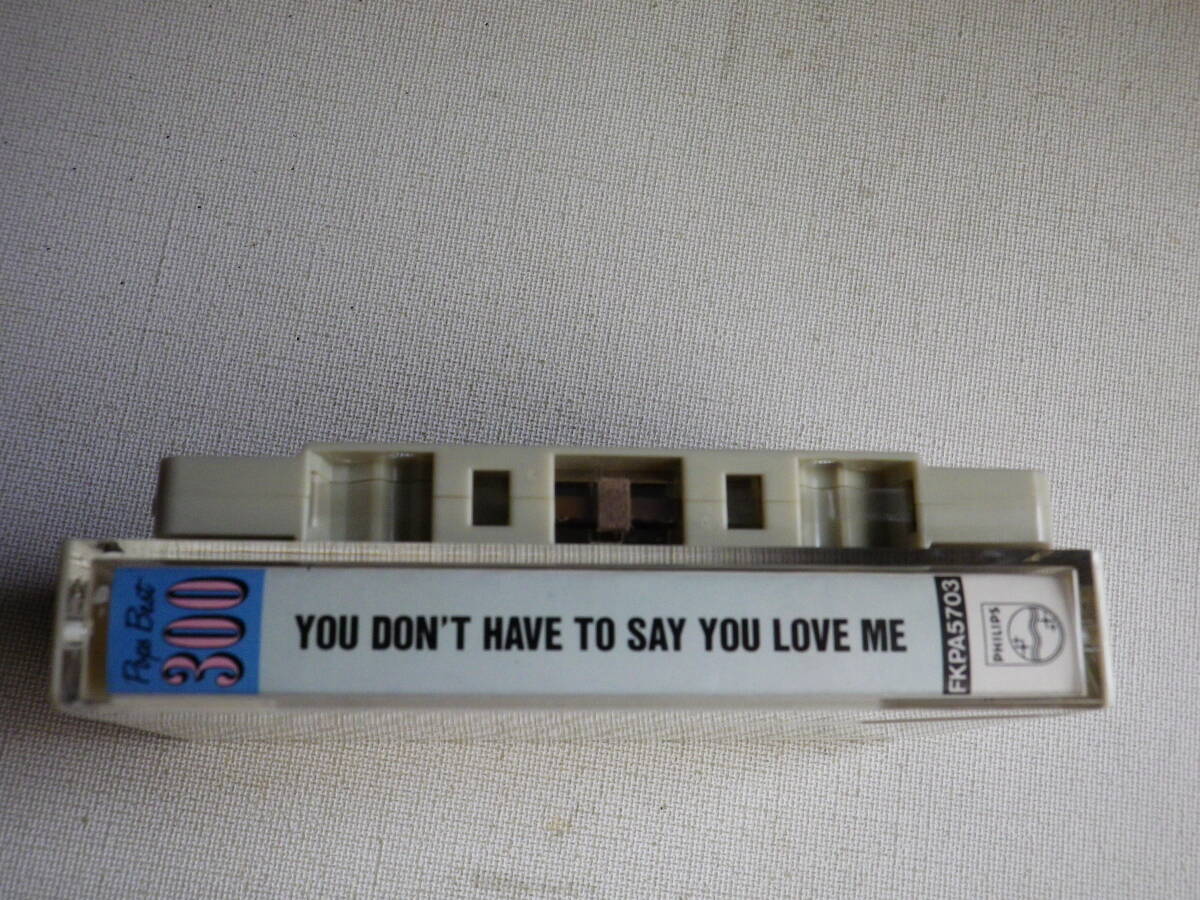 Pops Best
300
YOU DON'T HAVE TO SAY YOU LOVE ME
FKPA5703
PHILIPS